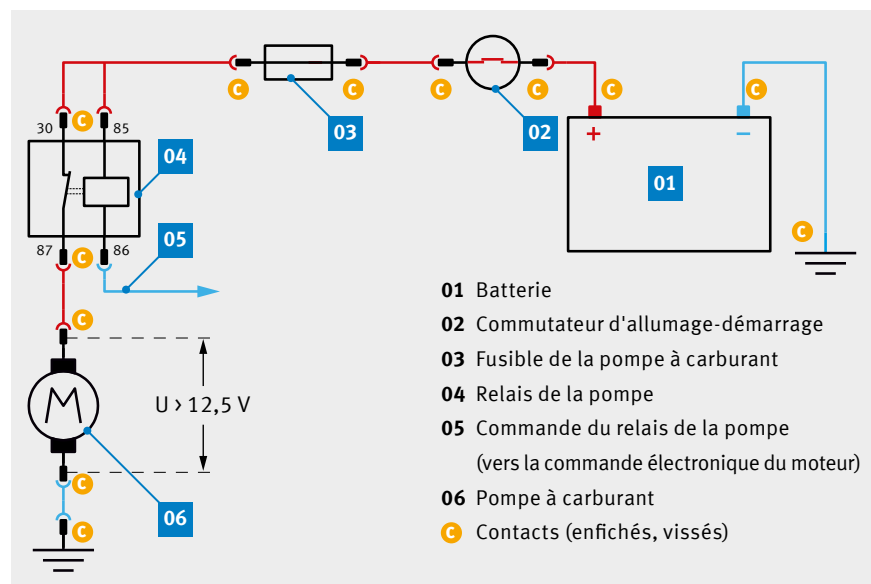 C C C C C C
03
02
+ −
30 C 85
04
01
87 C 86
05
C
C
U › 12,5 V
C
06
C
01 Batterie
02 Commutateur d'allumage-démarrage
03 Fusible de la pompe à carburant
04 Relais de la pompe
05 Commande du relais de la pompe
(vers la commande électronique du moteur)
06 Pompe à carburant
C Contacts (enfichés, vissés)
M